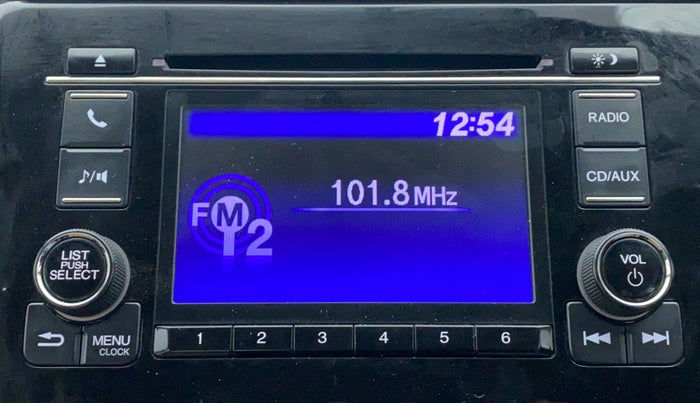 12:54
RADIO
101.8 MHz
CD/AUX
FM2
LIST
PUSH
SELECT
VOL
MENU
CLOCK
1 2 3 4 5 6